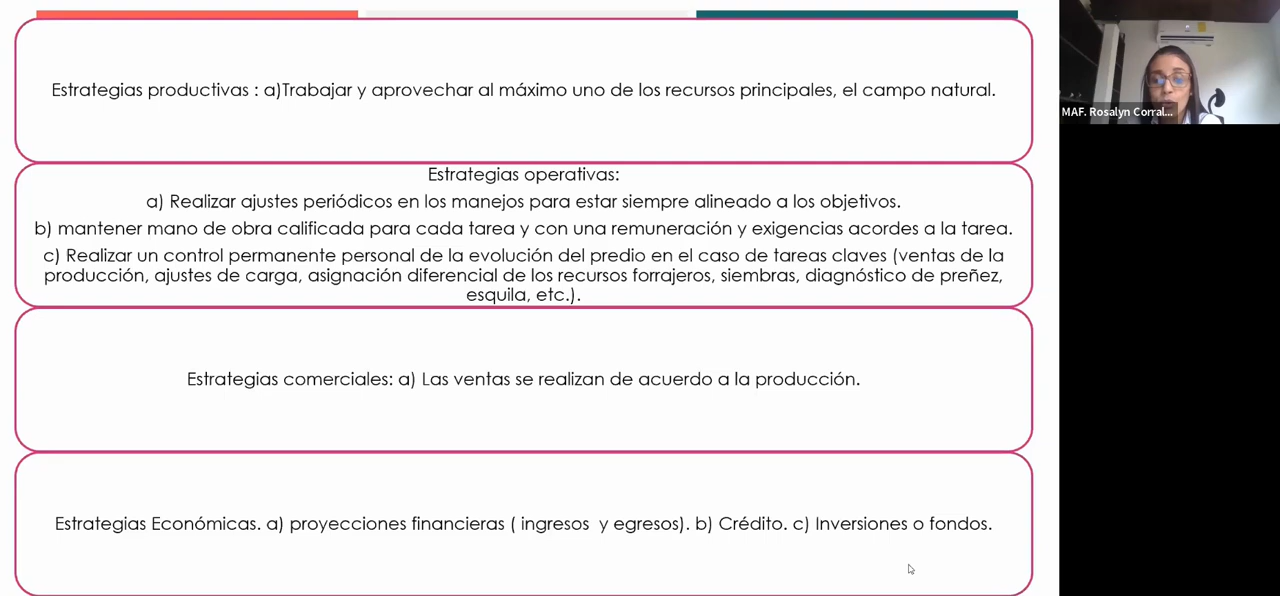 Estrategias productivas : a)Trabajar y aprovechar al máximo uno de los recursos principales, el campo natural.
MAF. Rosalyn Corral...
Estrategias operativas:
a) Realizar ajustes periódicos en los manejos para estar siempre alineado a los objetivos.
b) mantener mano de obra calificada para cada tarea y con una remuneración y exigencias acordes a la tarea.
c) Realizar un control permanente personal de la evolución del predio en el caso de tareas claves (ventas de la
producción, ajustes de carga, asignación diferencial de los recursos forrajeros, siembras, diagnóstico de preñez,
esquila, etc.).
Estrategias comerciales: a) Las ventas se realizan de acuerdo a la producción.
Estrategias Económicas. a) proyecciones financieras ( ingresos  y egresos). b) Crédito. c) Inversiones o fondos.